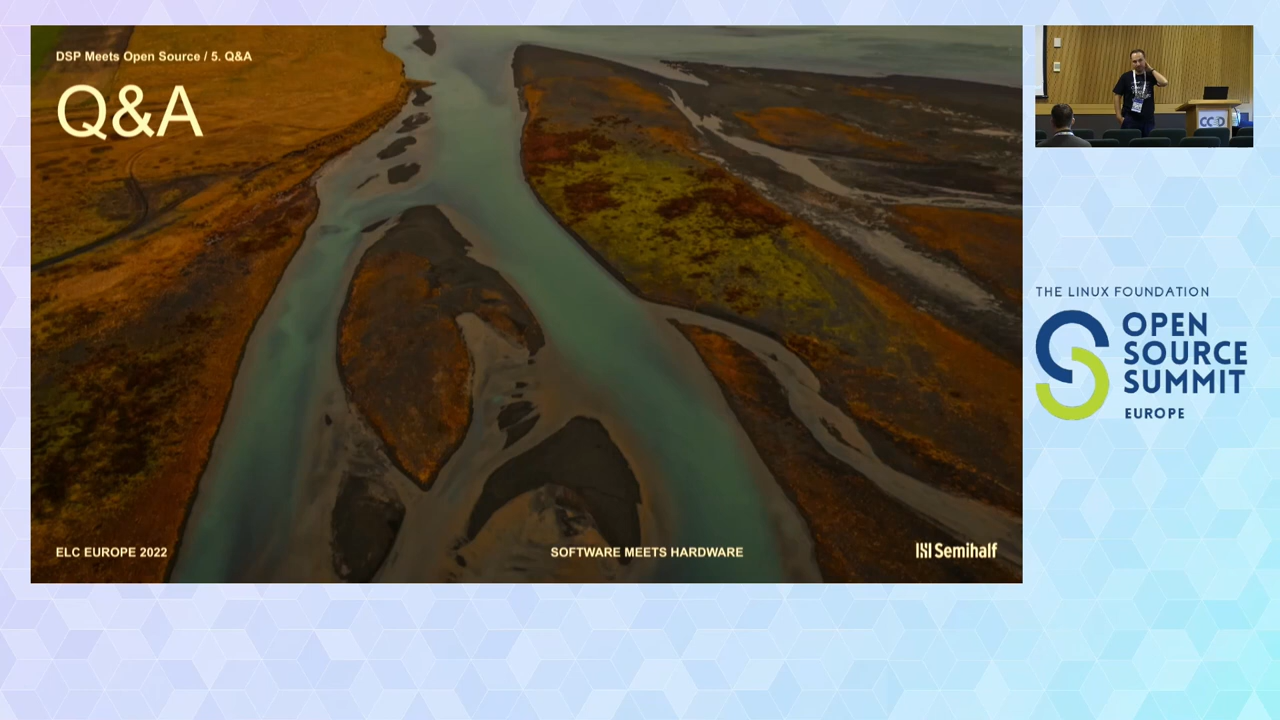 DSP Meets Open Source / 5. Q&A
Q&A
ELC EUROPE 2022
SOFTWARE MEETS HARDWARE
Semihalf
THE LINUX FOUNDATION
OPEN
SOURCE
SUMMIT
EUROPE